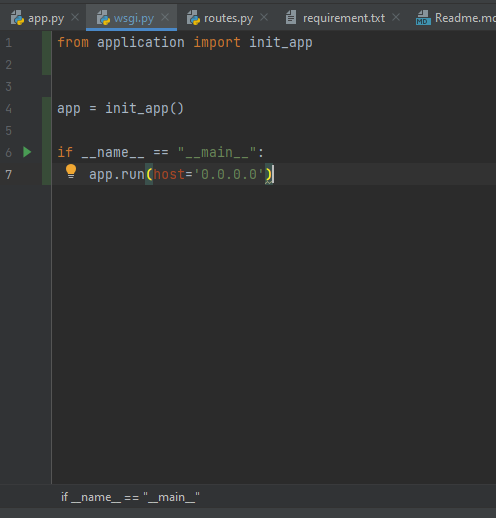 app.py wsgi.py routes.py requirement.txt Readme.mc
1 from application import init_app
2
3
4 app = init_app()
5
6 if __name__ == "__main__":
7 app.run(host='0.0.0.0')
if __name__ == "__main__"